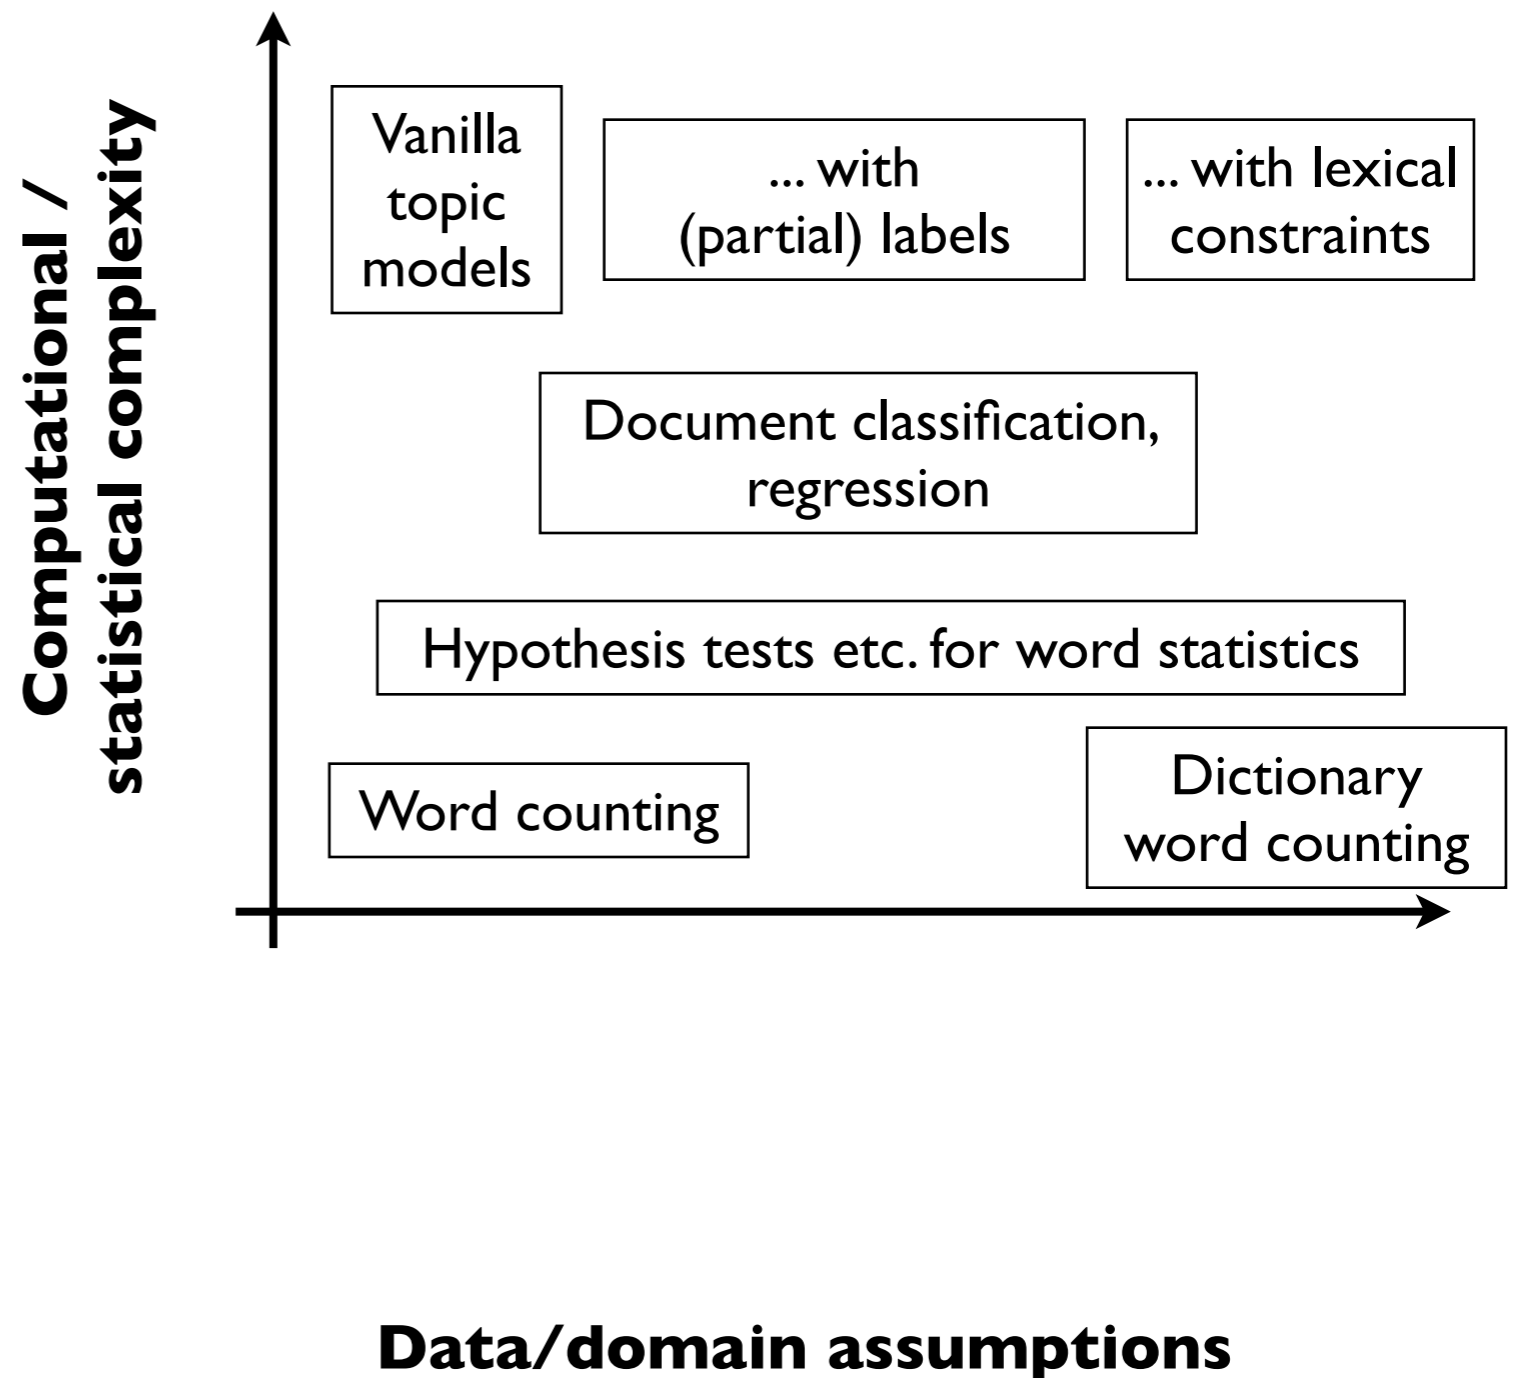 Computational /
statistical complexity
Vanilla
topic
models
... with
(partial) labels
... with lexical
constraints
Document classification,
regression
Hypothesis tests etc. for word statistics
Word counting
Dictionary
word counting
Data/domain assumptions